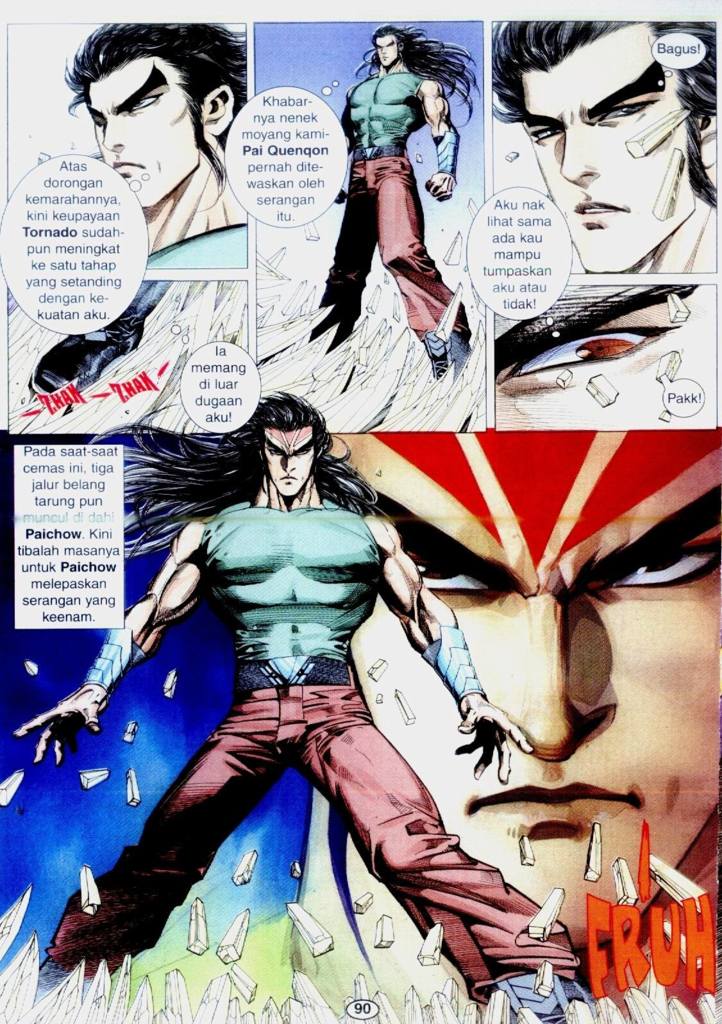 Atas
dorongan
kemarahannya,
kini keupayaan
Tornado sudah-
pun meningkat
ke satu tahap
yang setanding
dengan ke-
kuatan aku.
Khabar-
nya nenek
moyang kami-
Pai Quenqon
pernah dite-
waskan oleh
serangan
itu.
Bagus!
Aku nak
lihat sama
ada kau
mampu
tumpaskan
aku atau
tidak!
ZHAK ZHAK
Ia
memang
di luar
dugaan
aku!
Pakk!
Pada saat-saat
cemas ini, tiga
jalur belang
tarung pun
muncul di dahi
Paichow. Kini
tibalah masanya
untuk Paichow
melepaskan
serangan yang
keenam.
FRUH
90